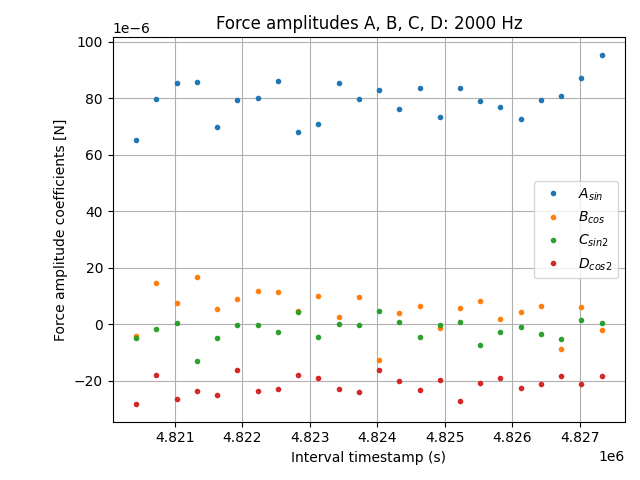 Force amplitudes A, B, C, D: 2000 Hz
1e−6
100
80
60
40
20
0
−20
Force amplitude coefficients [N]
A_sin
B_cos
C_sin2
D_cos2
4.821 4.822 4.823 4.824 4.825 4.826 4.827
1e6
Interval timestamp (s)